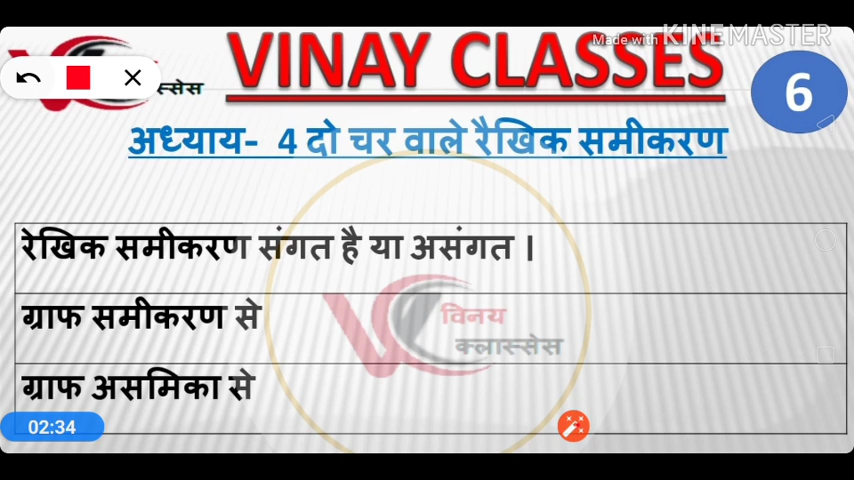 Made with KINEMASTER
VINAY CLASSES
स्सेस
6
अध्याय- 4 दो चर वाले रैखिक समीकरण
रेखिक समीकरण संगत है या असंगत ।
ग्राफ समीकरण से
विनय
क्लास्सेस
ग्राफ असमिका से
02:34